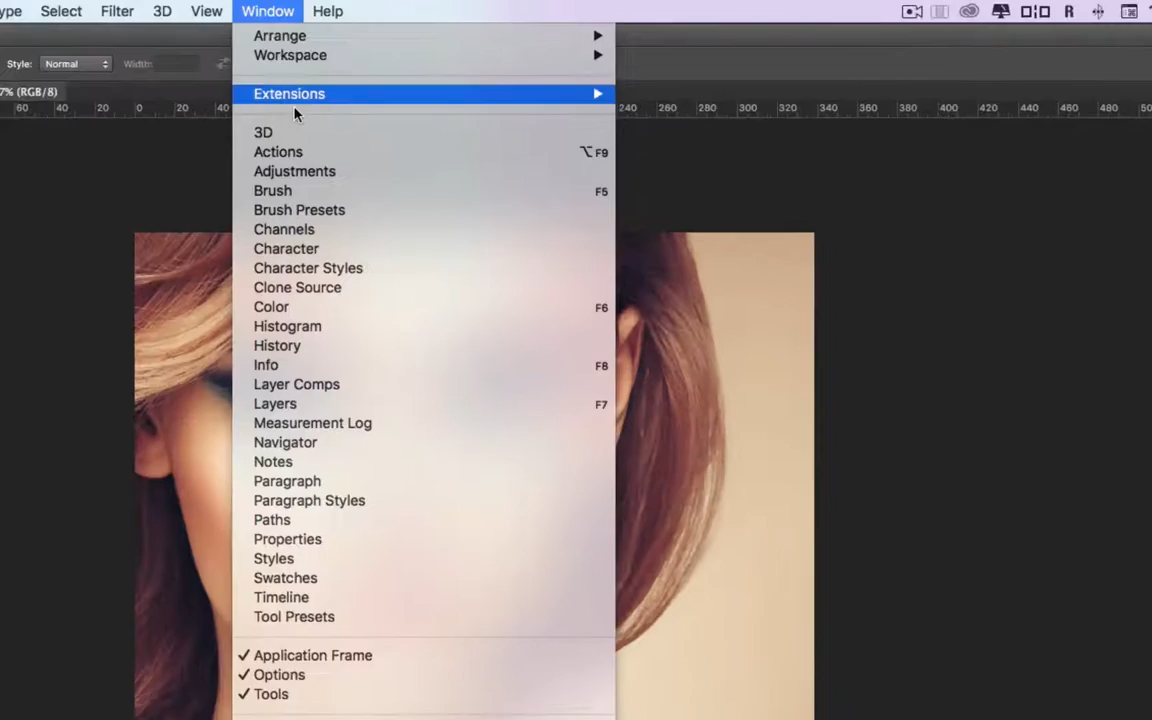 ype Select Filter 3D View Window Help
Style: Normal Width:
7% (RGB/8)
60 40 20 0 20 40 240 260 280 300 320 340 360 380 400 420 440 460 480 50
Arrange
Workspace
Extensions
3D
Actions ⌥ F9
Adjustments
Brush F5
Brush Presets
Channels
Character
Character Styles
Clone Source
Color F6
Histogram
History
Info F8
Layer Comps
Layers F7
Measurement Log
Navigator
Notes
Paragraph
Paragraph Styles
Paths
Properties
Styles
Swatches
Timeline
Tool Presets
✓ Application Frame
✓ Options
✓ Tools